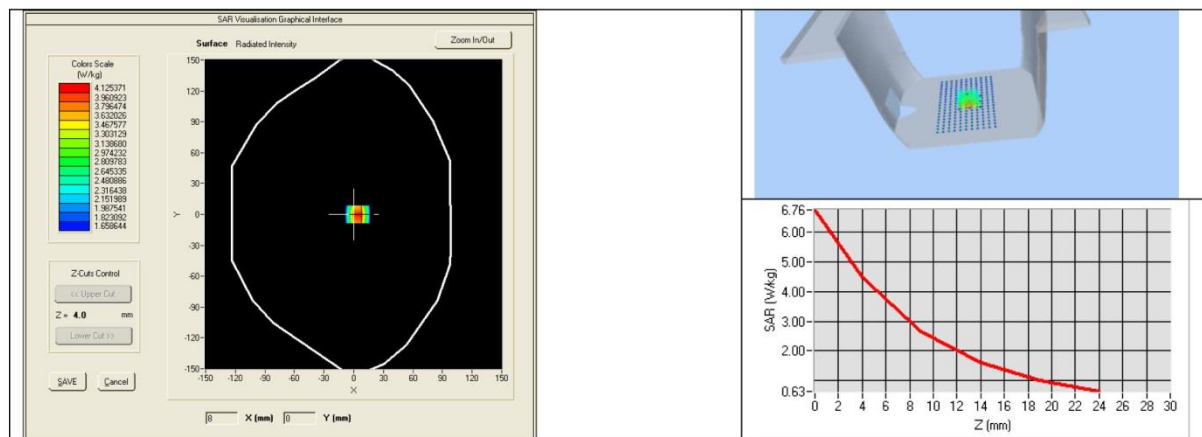 SAR Visualisation Graphical Interface
Surface Radiated Intensity
Zoom In/Out
Colors Scale
(W/kg)
4.125371
3.960923
3.796474
3.632026
3.467577
3.303129
3.138680
2.974232
2.809783
2.645335
2.480886
2.316438
2.151989
1.987541
1.823092
1.658644
Z-Cuts Control
<< Upper Cut
Z = 4.0 mm
Lower Cut >>
SAVE Cancel
150
120
90
60
30
0
-30
-60
-90
-120
-150
Y
-150 -120 -90 -60 -30 0 30 60 90 120 150
X
8 X (mm) 0 Y (mm)
6.76
6.00
5.00
4.00
3.00
2.00
0.63
SAR (W/kg)
0 2 4 6 8 10 12 14 16 18 20 22 24 26 28 30
Z (mm)